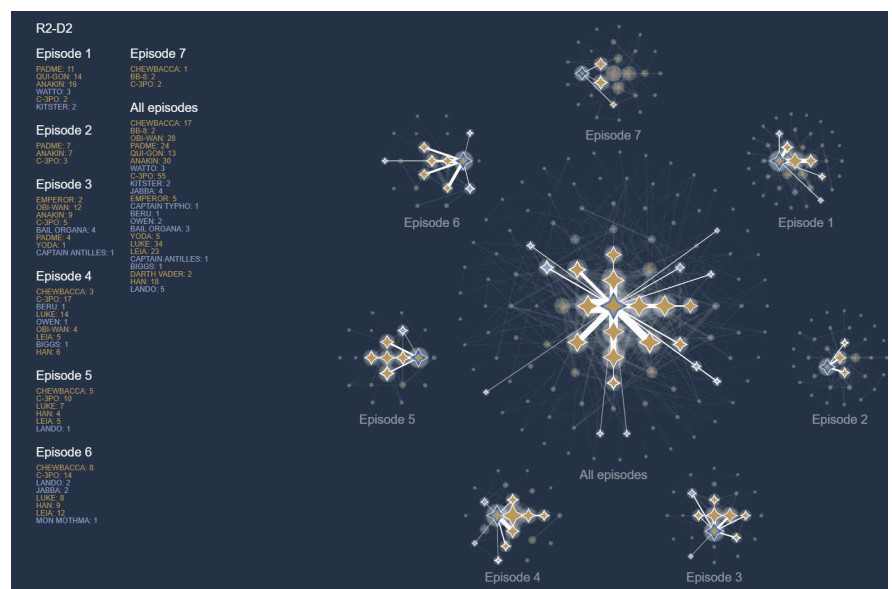 R2-D2
Episode 1
PADME: 11
QUI-GON: 14
ANAKIN: 16
WATTO: 3
C-3PO: 2
KITSTER: 2
Episode 2
PADME: 7
ANAKIN: 7
C-3PO: 3
Episode 3
EMPEROR: 2
OBI-WAN: 12
ANAKIN: 9
C-3PO: 5
BAIL ORGANA: 4
PADME: 4
YODA: 1
CAPTAIN ANTILLES: 1
Episode 4
CHEWBACCA: 3
C-3PO: 17
BERU: 1
LUKE: 14
OWEN: 1
OBI-WAN: 4
LEIA: 5
BIGGS: 1
HAN: 6
Episode 5
CHEWBACCA: 5
C-3PO: 10
LUKE: 7
HAN: 4
LEIA: 5
LANDO: 1
Episode 6
CHEWBACCA: 8
C-3PO: 14
LANDO: 2
JABBA: 2
LUKE: 8
HAN: 9
LEIA: 12
MON MOTHMA: 1
Episode 7
CHEWBACCA: 1
BB-8: 2
C-3PO: 2
All episodes
CHEWBACCA: 17
BB-8: 2
OBI-WAN: 28
PADME: 24
QUI-GON: 13
ANAKIN: 30
WATTO: 3
C-3PO: 55
KITSTER: 2
JABBA: 4
EMPEROR: 5
CAPTAIN TYPHO: 1
BERU: 1
OWEN: 2
BAIL ORGANA: 3
YODA: 5
LUKE: 34
LEIA: 23
CAPTAIN ANTILLES: 1
BIGGS: 1
DARTH VADER: 2
HAN: 18
LANDO: 5
Episode 7
Episode 6
Episode 1
Episode 5
Episode 2
All episodes
Episode 4
Episode 3